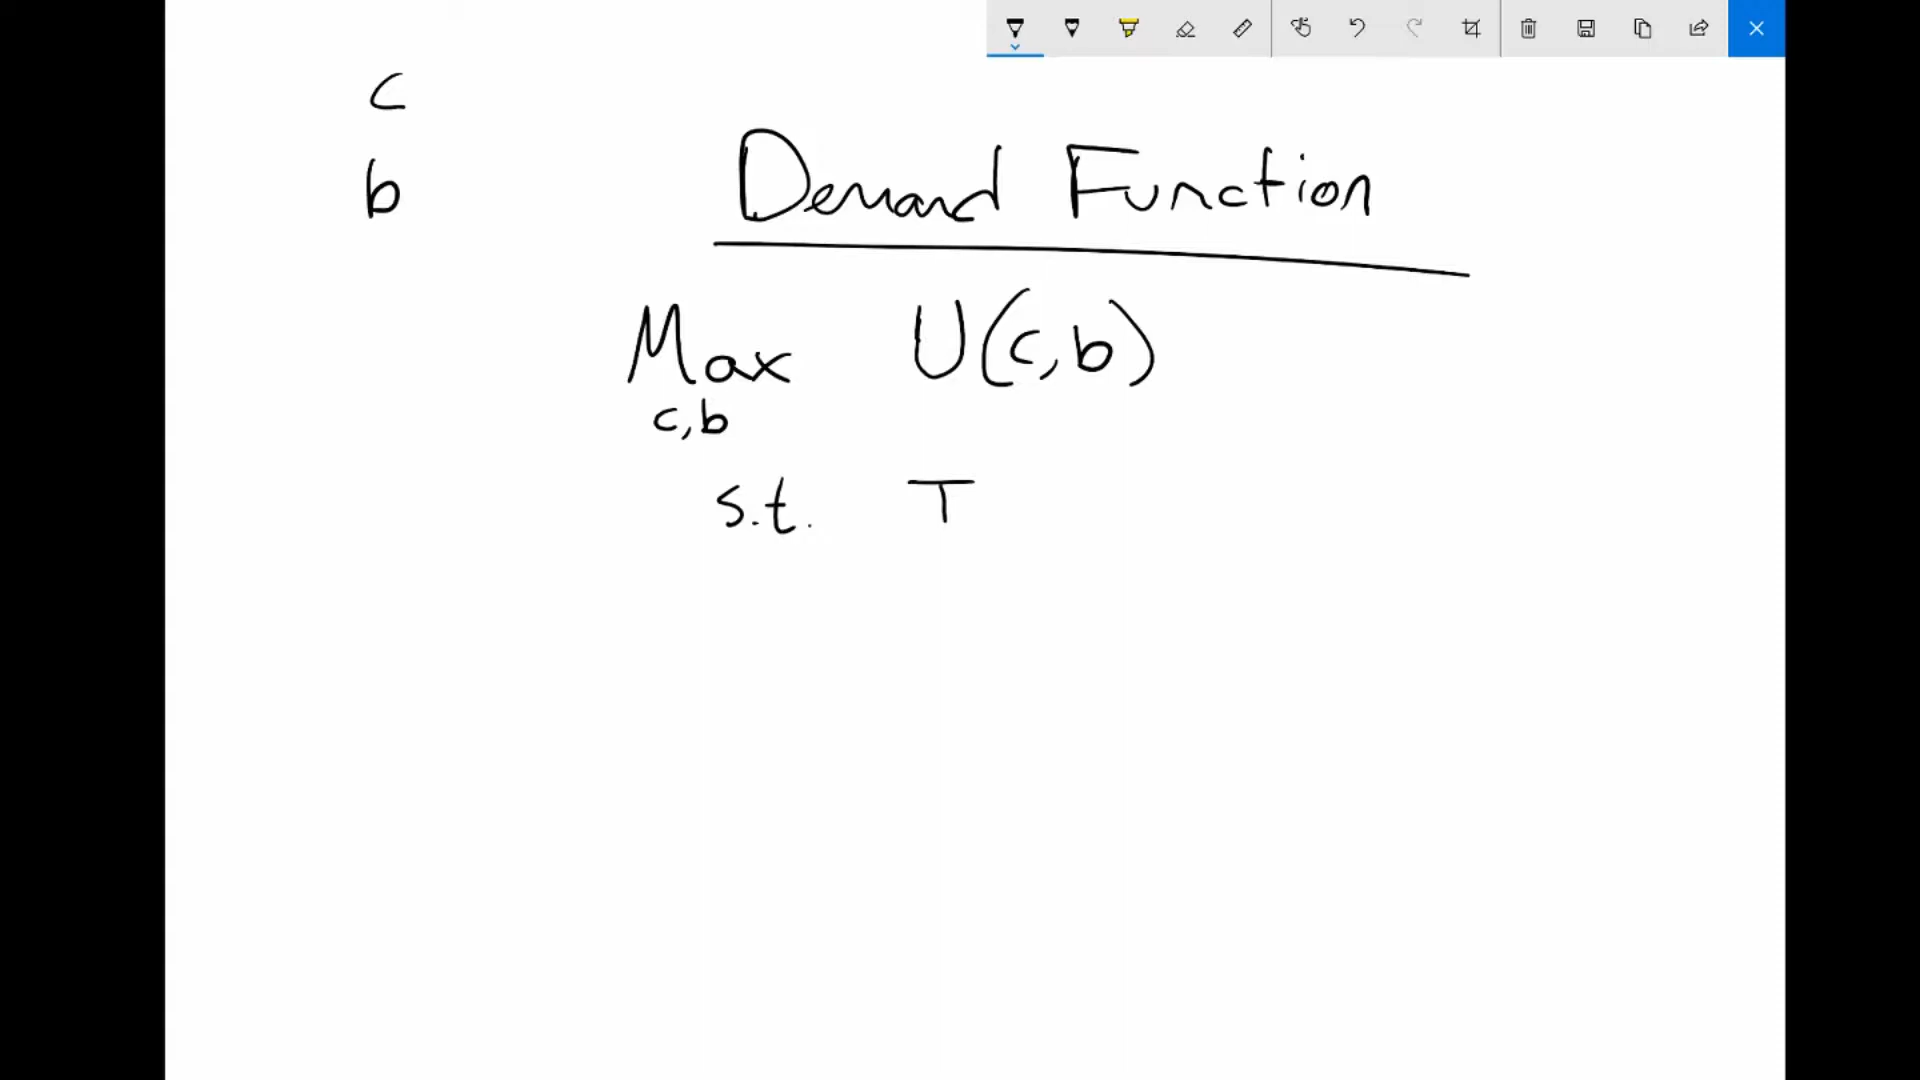 c
b
Demand Function
Max U(c,b)
c,b
s.t. T